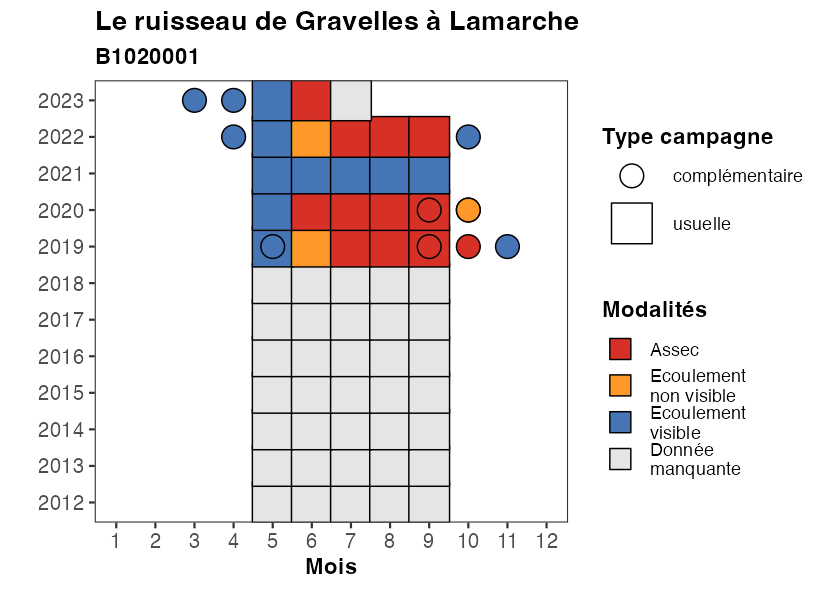 Le ruisseau de Gravelles à Lamarche
B1020001
2023
2022
2021
2020
2019
2018
2017
2016
2015
2014
2013
2012
1 2 3 4 5 6 7 8 9 10 11 12
Mois
Type campagne
complémentaire
usuelle
Modalités
Assec
Ecoulement
non visible
Ecoulement
visible
Donnée
manquante